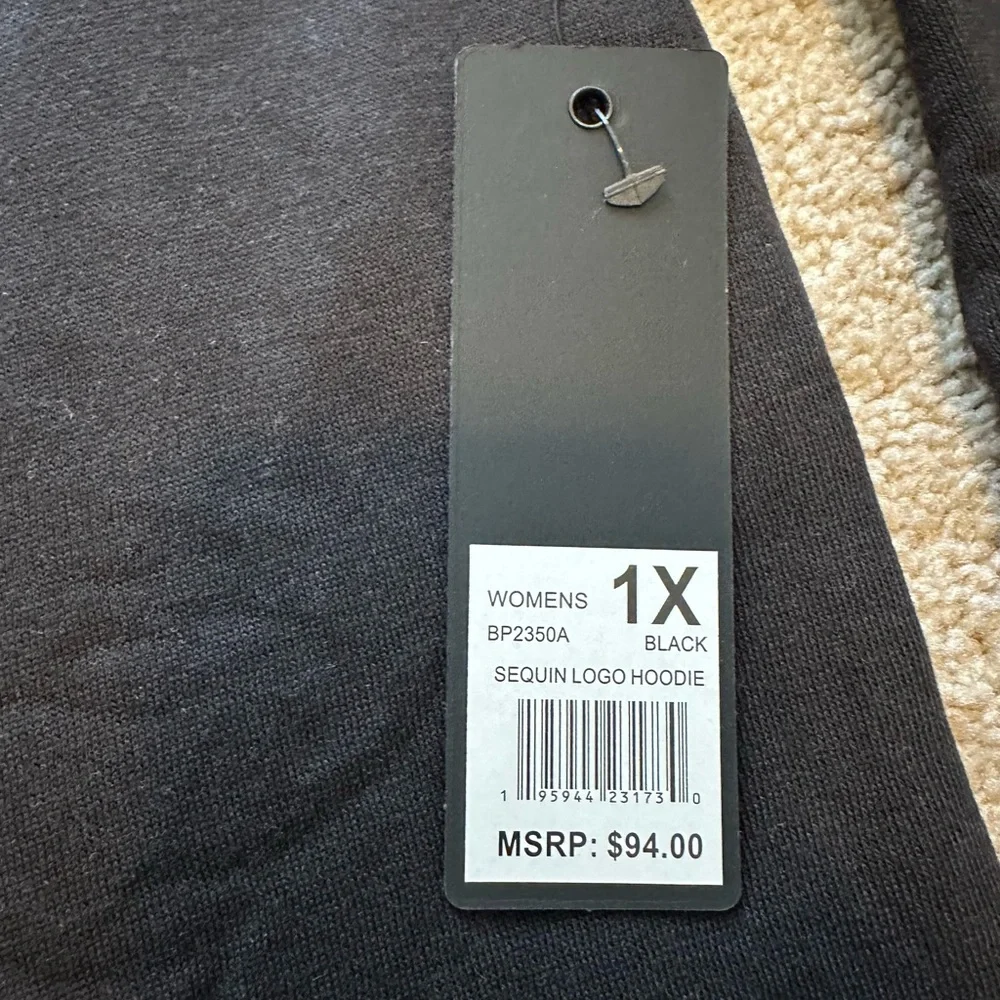 WOMENS 1X
BP2350A BLACK
SEQUIN LOGO HOODIE
1 95944 23173 0
MSRP: $94.00